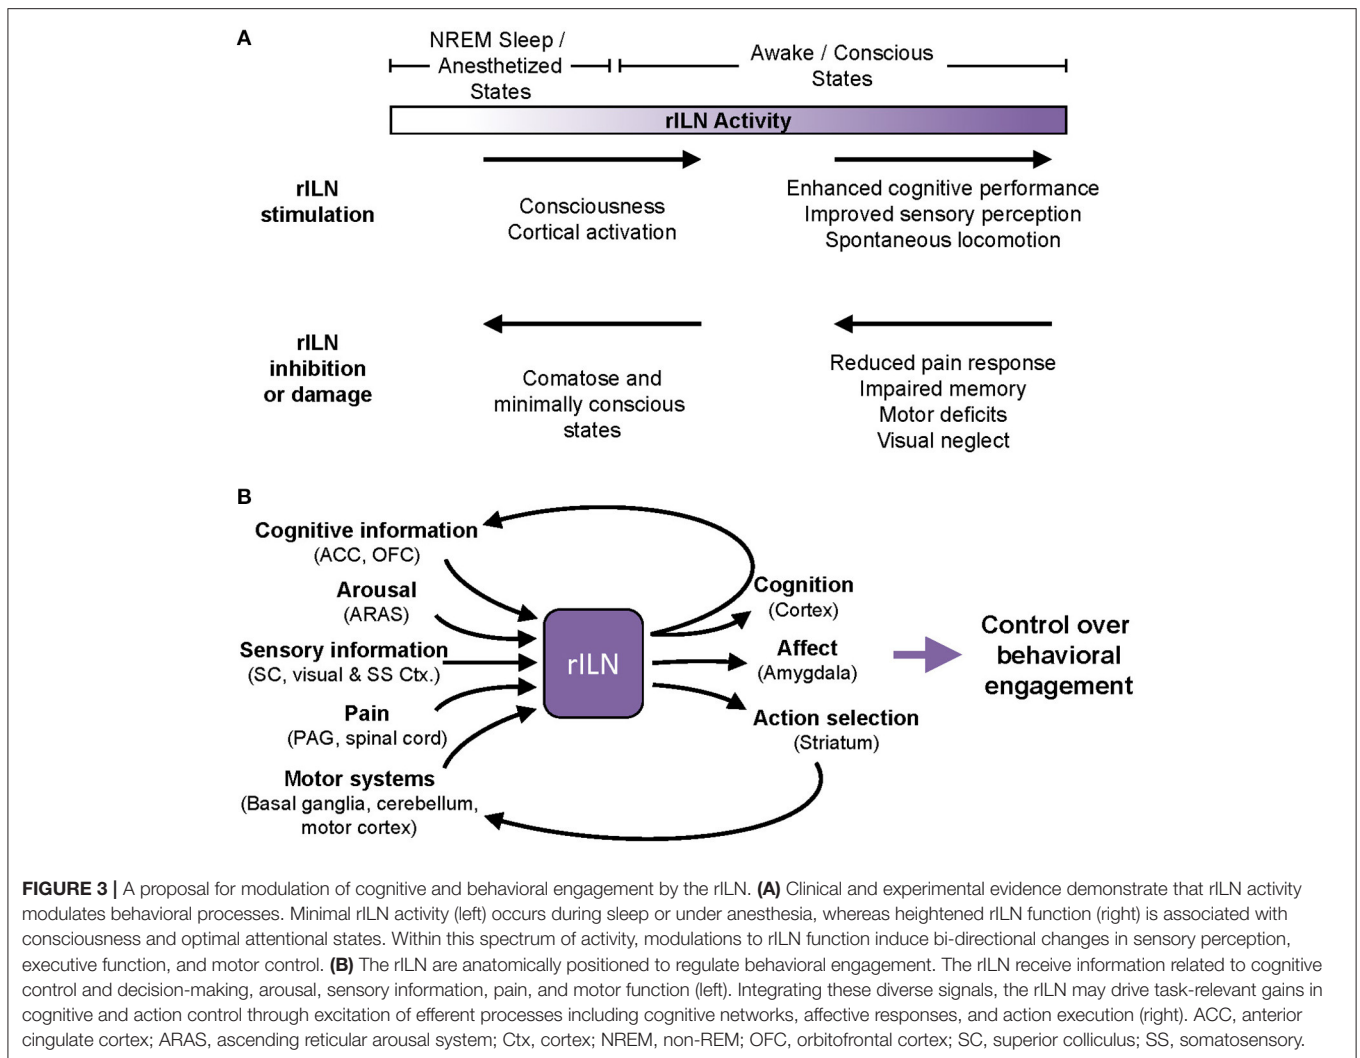 A
NREM Sleep /
Anesthetized
States
Awake / Conscious
States
rILN Activity
rILN
stimulation
Consciousness
Cortical activation
Enhanced cognitive performance
Improved sensory perception
Spontaneous locomotion
rILN
inhibition
or damage
Comatose and
minimally conscious
states
Reduced pain response
Impaired memory
Motor deficits
Visual neglect
B
Cognitive information
(ACC, OFC)
Arousal
(ARAS)
Sensory information
(SC, visual & SS Ctx.)
Pain
(PAG, spinal cord)
Motor systems
(Basal ganglia, cerebellum,
motor cortex)
rILN
Cognition
(Cortex)
Affect
(Amygdala)
Action selection
(Striatum)
Control over
behavioral
engagement
FIGURE 3 | A proposal for modulation of cognitive and behavioral engagement by the rILN. (A) Clinical and experimental evidence demonstrate that rILN activity
modulates behavioral processes. Minimal rILN activity (left) occurs during sleep or under anesthesia, whereas heightened rILN function (right) is associated with
consciousness and optimal attentional states. Within this spectrum of activity, modulations to rILN function induce bi-directional changes in sensory perception,
executive function, and motor control. (B) The rILN are anatomically positioned to regulate behavioral engagement. The rILN receive information related to cognitive
control and decision-making, arousal, sensory information, pain, and motor function (left). Integrating these diverse signals, the rILN may drive task-relevant gains in
cognitive and action control through excitation of efferent processes including cognitive networks, affective responses, and action execution (right). ACC, anterior
cingulate cortex; ARAS, ascending reticular arousal system; Ctx, cortex; NREM, non-REM; OFC, orbitofrontal cortex; SC, superior colliculus; SS, somatosensory.